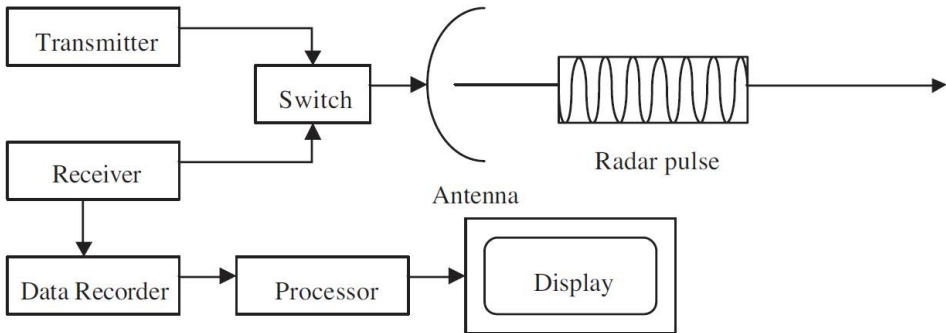 Transmitter
Switch
Receiver
Radar pulse
Antenna
Data Recorder
Processor
Display